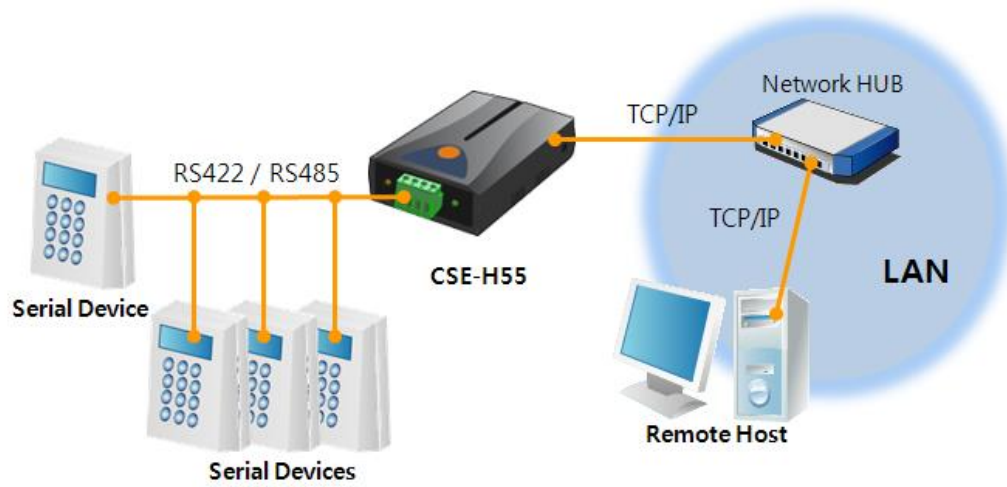 Network HUB
TCP/IP
RS422 / RS485
TCP/IP
LAN
CSE-H55
Serial Device
Remote Host
Serial Devices